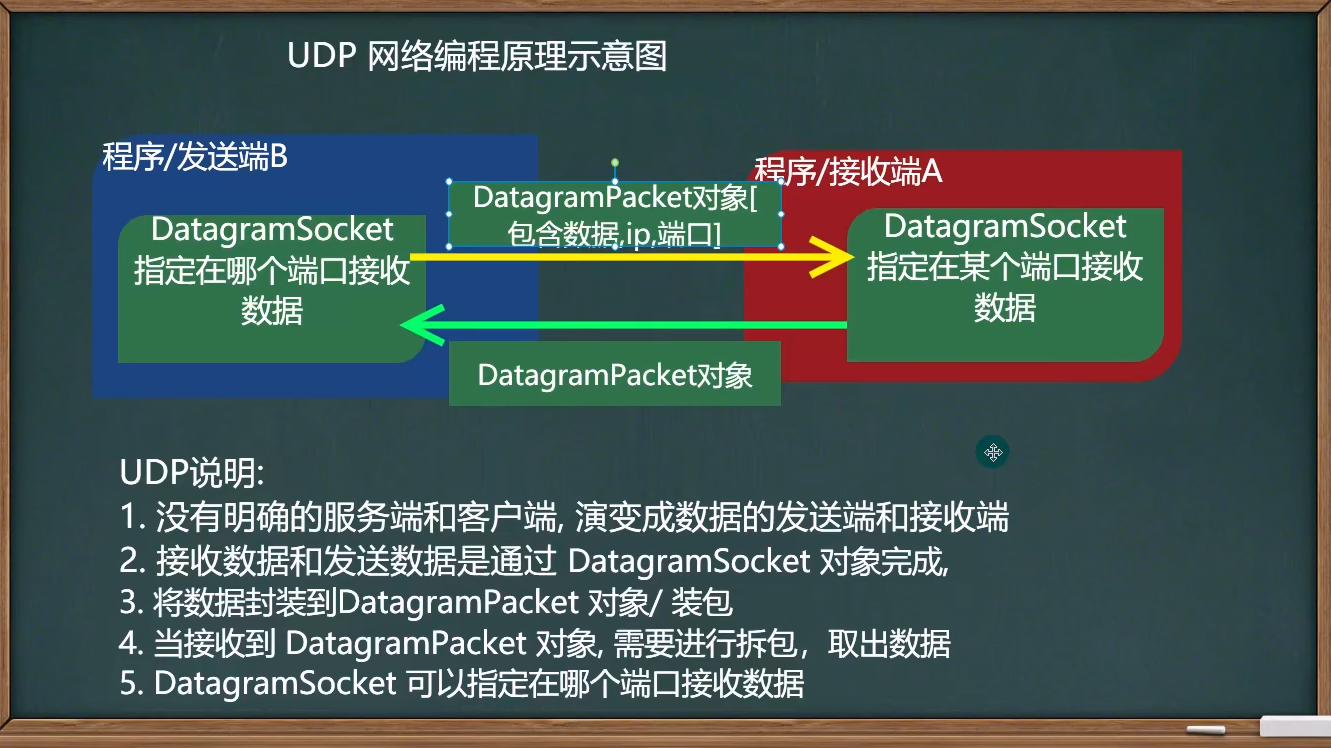 UDP 网络编程原理示意图
程序/发送端B
程序/接收端A
DatagramPacket对象[
包含数据,ip,端口]
DatagramSocket
指定在哪个端口接收
数据
DatagramSocket
指定在某个端口接收
数据
DatagramPacket对象
UDP说明:
1. 没有明确的服务端和客户端, 演变成数据的发送端和接收端
2. 接收数据和发送数据是通过 DatagramSocket 对象完成,
3. 将数据封装到DatagramPacket 对象/ 装包
4. 当接收到 DatagramPacket 对象, 需要进行拆包，取出数据
5. DatagramSocket 可以指定在哪个端口接收数据